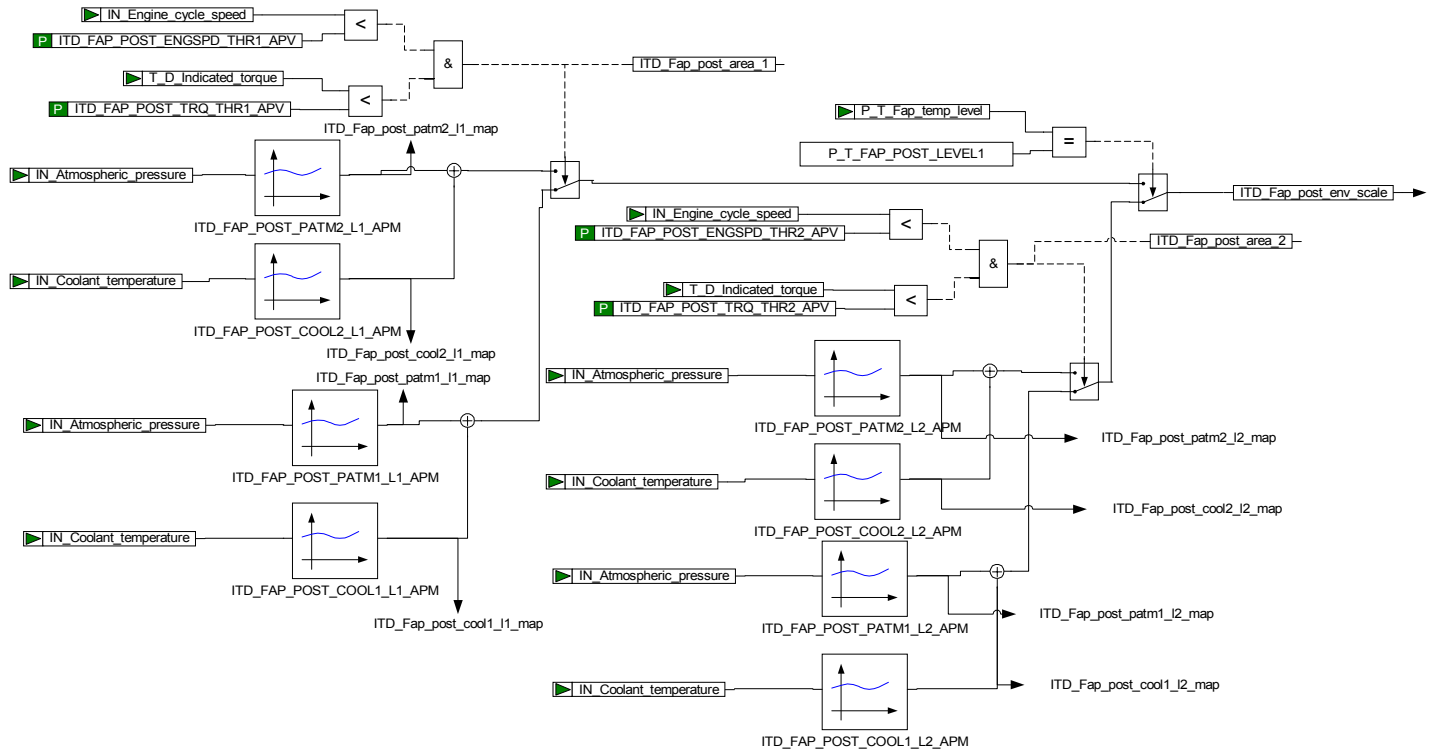 IN_Engine_cycle_speed
<
P ITD_FAP_POST_ENGSPD_THR1_APV
&
ITD_Fap_post_area_1
T_D_Indicated_torque
<
P ITD_FAP_POST_TRQ_THR1_APV
P_T_Fap_temp_level
=
P_T_FAP_POST_LEVEL1
ITD_Fap_post_patm2_l1_map
IN_Atmospheric_pressure
ITD_FAP_POST_PATM2_L1_APM
ITD_Fap_post_env_scale
IN_Engine_cycle_speed
<
P ITD_FAP_POST_ENGSPD_THR2_APV
&
ITD_Fap_post_area_2
IN_Coolant_temperature
ITD_FAP_POST_COOL2_L1_APM
T_D_Indicated_torque
<
P ITD_FAP_POST_TRQ_THR2_APV
ITD_Fap_post_cool2_l1_map
ITD_Fap_post_patm1_l1_map
IN_Atmospheric_pressure
ITD_FAP_POST_PATM2_L2_APM
ITD_Fap_post_patm2_l2_map
IN_Atmospheric_pressure
ITD_FAP_POST_PATM1_L1_APM
IN_Coolant_temperature
ITD_FAP_POST_COOL2_L2_APM
ITD_Fap_post_cool2_l2_map
IN_Coolant_temperature
ITD_FAP_POST_COOL1_L1_APM
ITD_Fap_post_cool1_l1_map
IN_Atmospheric_pressure
ITD_FAP_POST_PATM1_L2_APM
ITD_Fap_post_patm1_l2_map
IN_Coolant_temperature
ITD_Fap_post_cool1_l2_map
ITD_FAP_POST_COOL1_L2_APM